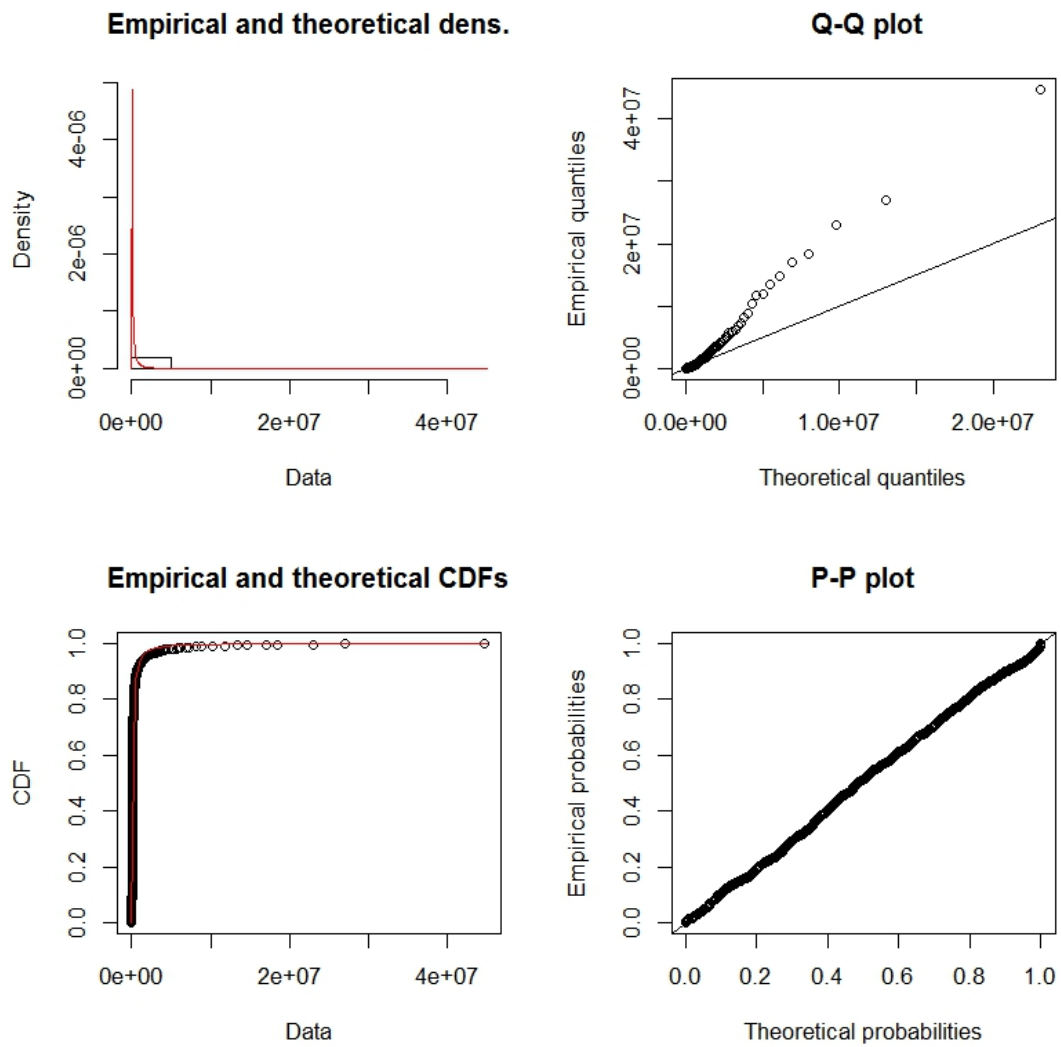 Empirical and theoretical dens.
Density
0e+00
2e-06
4e-06
0e+00
2e+07
4e+07
Data
Q-Q plot
Empirical quantiles
0e+00
2e+07
4e+07
0.0e+00
1.0e+07
2.0e+07
Theoretical quantiles
Empirical and theoretical CDFs
CDF
0.0
0.2
0.4
0.6
0.8
1.0
0e+00
2e+07
4e+07
Data
P-P plot
Empirical probabilities
0.0
0.2
0.4
0.6
0.8
1.0
0.0
0.2
0.4
0.6
0.8
1.0
Theoretical probabilities